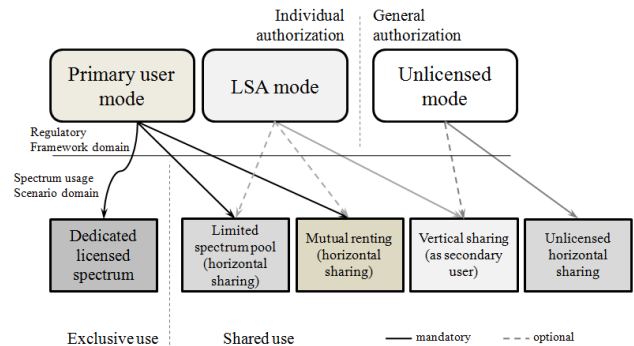 Individual
authorization
General
authorization
Primary user
mode
LSA mode
Unlicensed
mode
Regulatory
Framework domain
Spectrum usage
Scenario domain
Dedicated
licensed
spectrum
Limited
spectrum pool
(horizontal
sharing)
Mutual renting
(horizontal
sharing)
Vertical sharing
(as secondary
user)
Unlicensed
horizontal
sharing
Exclusive use
Shared use
mandatory
optional